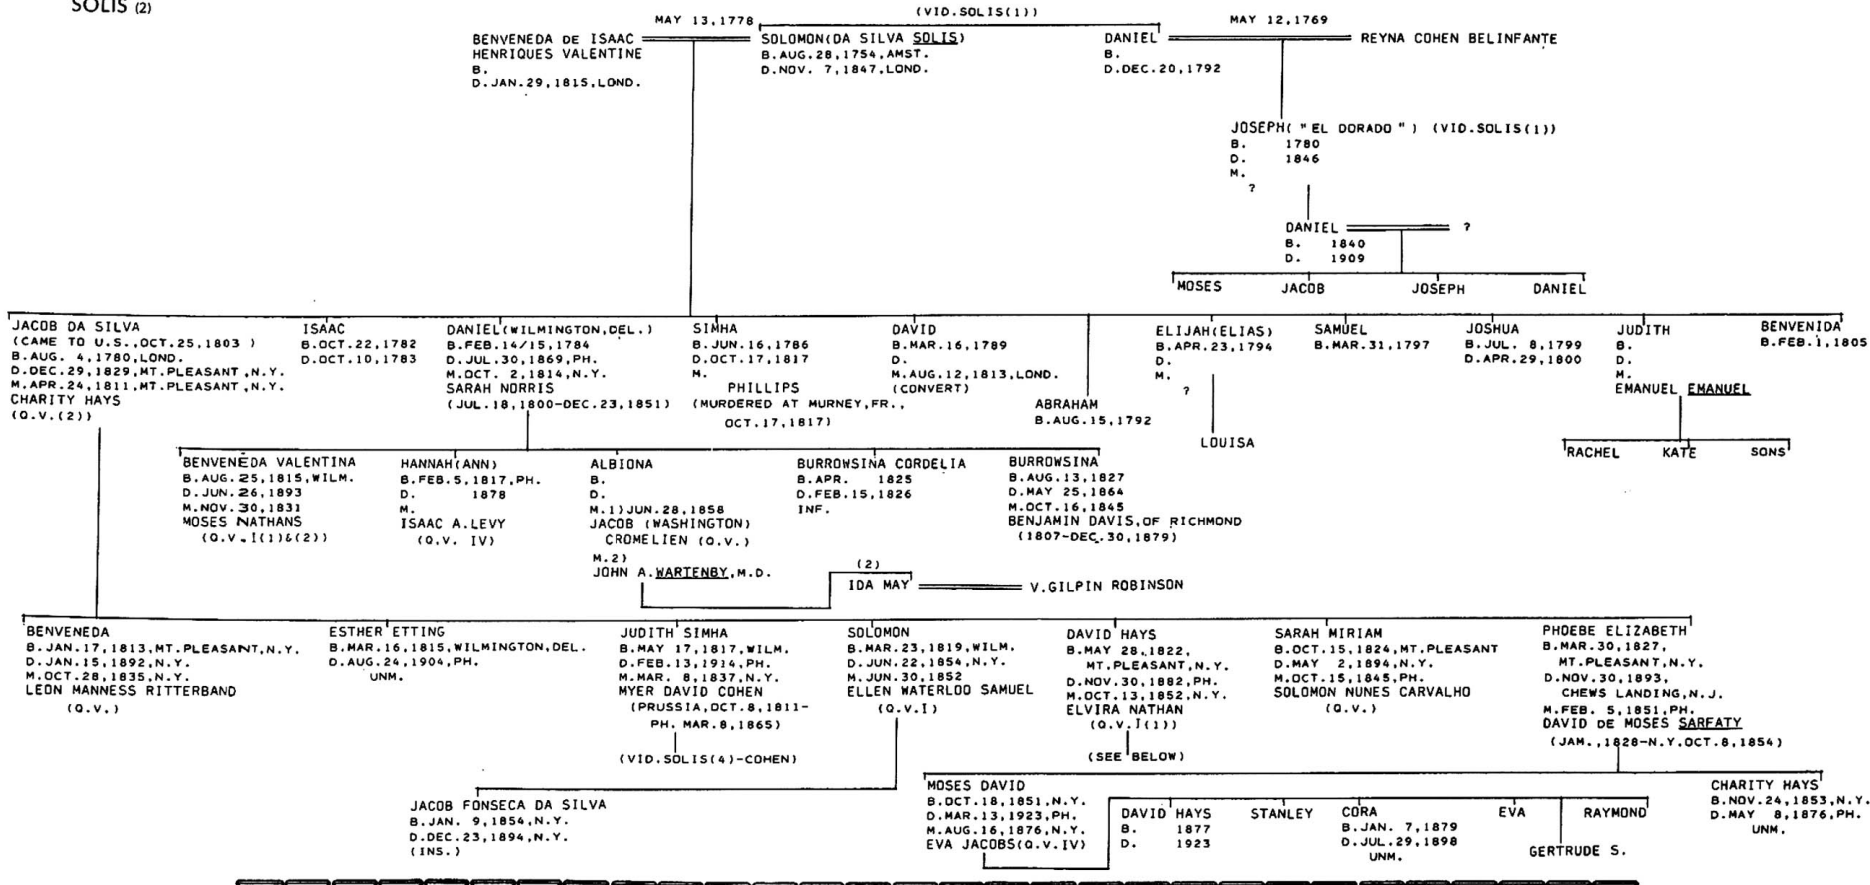 SOLIS (2)
(VID.SOLIS(1))
MAY 13,1778
MAY 12,1769
BENVENEDA DE ISAAC
HENRIQUES VALENTINE
B.
D.JAN.29,1815,LOND.
SOLOMON(DA SILVA SOLIS)
B.AUG.28,1754,AMST.
D.NOV. 7,1847,LOND.
DANIEL
B.
D.DEC.20,1792
REYNA COHEN BELINFANTE
JOSEPH( "EL DORADO" ) (VID.SOLIS(1))
B. 1780
D. 1846
M.
?
DANIEL
B. 1840
D. 1909
?
MOSES
JACOB
JOSEPH
DANIEL
JACOB DA SILVA
(CAME TO U.S.,OCT.25,1803 )
B.AUG. 4,1780,LOND.
D.DEC.29,1829,MT.PLEASANT,N.Y.
M.APR.24,1811,MT.PLEASANT,N.Y.
CHARITY HAYS
(Q.V.(2))
ISAAC
B.OCT.22,1782
D.OCT.10,1783
DANIEL(WILMINGTON,DEL.)
B.FEB.14/15,1784
D.JUL.30,1869,PH.
M.OCT. 2,1814,N.Y.
SARAH NORRIS
(JUL.18,1800-DEC.23,1851)
SIMHA
B.JUN.16,1786
D.OCT.17,1817
M.
PHILLIPS
(MURDERED AT MURNEY,FR.,
OCT.17,1817)
DAVID
B.MAR.16,1789
D.
M.AUG.12,1813,LOND.
(CONVERT)
ABRAHAM
B.AUG.15,1792
ELIJAH(ELIAS)
B.APR.23,1794
D.
M.
?
LOUISA
SAMUEL
B.MAR.31,1797
JOSHUA
B.JUL. 8,1799
D.APR.29,1800
JUDITH
B.
D.
M.
EMANUEL EMANUEL
BENVENIDA
B.FEB.1,1805
RACHEL
KATE
SONS
BENVENEDA VALENTINA
B.AUG.25,1815,WILM.
D.JUN.26,1893
M.NOV.30,1831
MOSES NATHANS
(Q.V.I(1)&(2))
HANNAH(ANN)
B.FEB.5,1817,PH.
D. 1878
M.
ISAAC A.LEVY
(Q.V. IV)
ALBIONA
B.
D.
M.1)JUN.28,1858
JACOB (WASHINGTON)
CROMELIEN (Q.V.)
M.2)
JOHN A.WARTENBY,M.D.
BURROWSINA CORDELIA
B.APR. 1825
D.FEB.15,1826
INF.
BURROWSINA
B.AUG.13,1827
D.MAY 25,1864
M.OCT.16,1845
BENJAMIN DAVIS,OF RICHMOND
(1807-DEC.30,1879)
(2)
IDA MAY
V.GILPIN ROBINSON
BENVENEDA
B.JAN.17,1813,MT.PLEASANT,N.Y.
D.JAN.15,1892,N.Y.
M.OCT.28,1835,N.Y.
LEON MANNESS RITTERBAND
(Q.V.)
ESTHER ETTING
B.MAR.16,1815,WILMINGTON,DEL.
D.AUG.24,1904,PH.
UNM.
JUDITH SIMHA
B.MAY 17,1817,WILM.
D.FEB.13,1914,PH.
M.MAR. 8,1837,N.Y.
MYER DAVID COHEN
(PRUSSIA,OCT.8,1811-
PH. MAR.8,1865)
(VID.SOLIS(4)-COHEN)
SOLOMON
B.MAR.23,1819,WILM.
D.JUN.22,1854,N.Y.
M.JUN.30,1852
ELLEN WATERLOO SAMUEL
(Q.V.I)
DAVID HAYS
B.MAY 28,1822,
MT.PLEASANT,N.Y.
D.NOV.30,1882,PH.
M.OCT.13,1852,N.Y.
ELVIRA NATHAN
(Q.V.I(1))
(SEE BELOW)
SARAH MIRIAM
B.OCT.15,1824,MT.PLEASANT
D.MAY 2,1894,N.Y.
M.OCT.15,1845,PH.
SOLOMON NUNES CARVALHO
(Q.V.)
PHOEBE ELIZABETH
B.MAR.30,1827,
MT.PLEASANT,N.Y.
D.NOV.30,1893,
CHEWS LANDING,N.J.
M.FEB. 5,1851,PH.
DAVID DE MOSES SARFATY
(JAM.,1828-N.Y.OCT.8,1854)
JACOB FONSECA DA SILVA
B.JAN. 9,1854,N.Y.
D.DEC.23,1894,N.Y.
(INS.)
MOSES DAVID
B.OCT.18,1851,N.Y.
D.MAR.13,1923,PH.
M.AUG.16,1876,N.Y.
EVA JACOBS(Q.V.IV)
DAVID HAYS
B. 1877
D. 1923
STANLEY
CORA
B.JAN. 7,1879
D.JUL.29,1898
UNM.
EVA
RAYMOND
GERTRUDE S.
CHARITY HAYS
B.NOV.24,1853,N.Y.
D.MAY 8,1876,PH.
UNM.